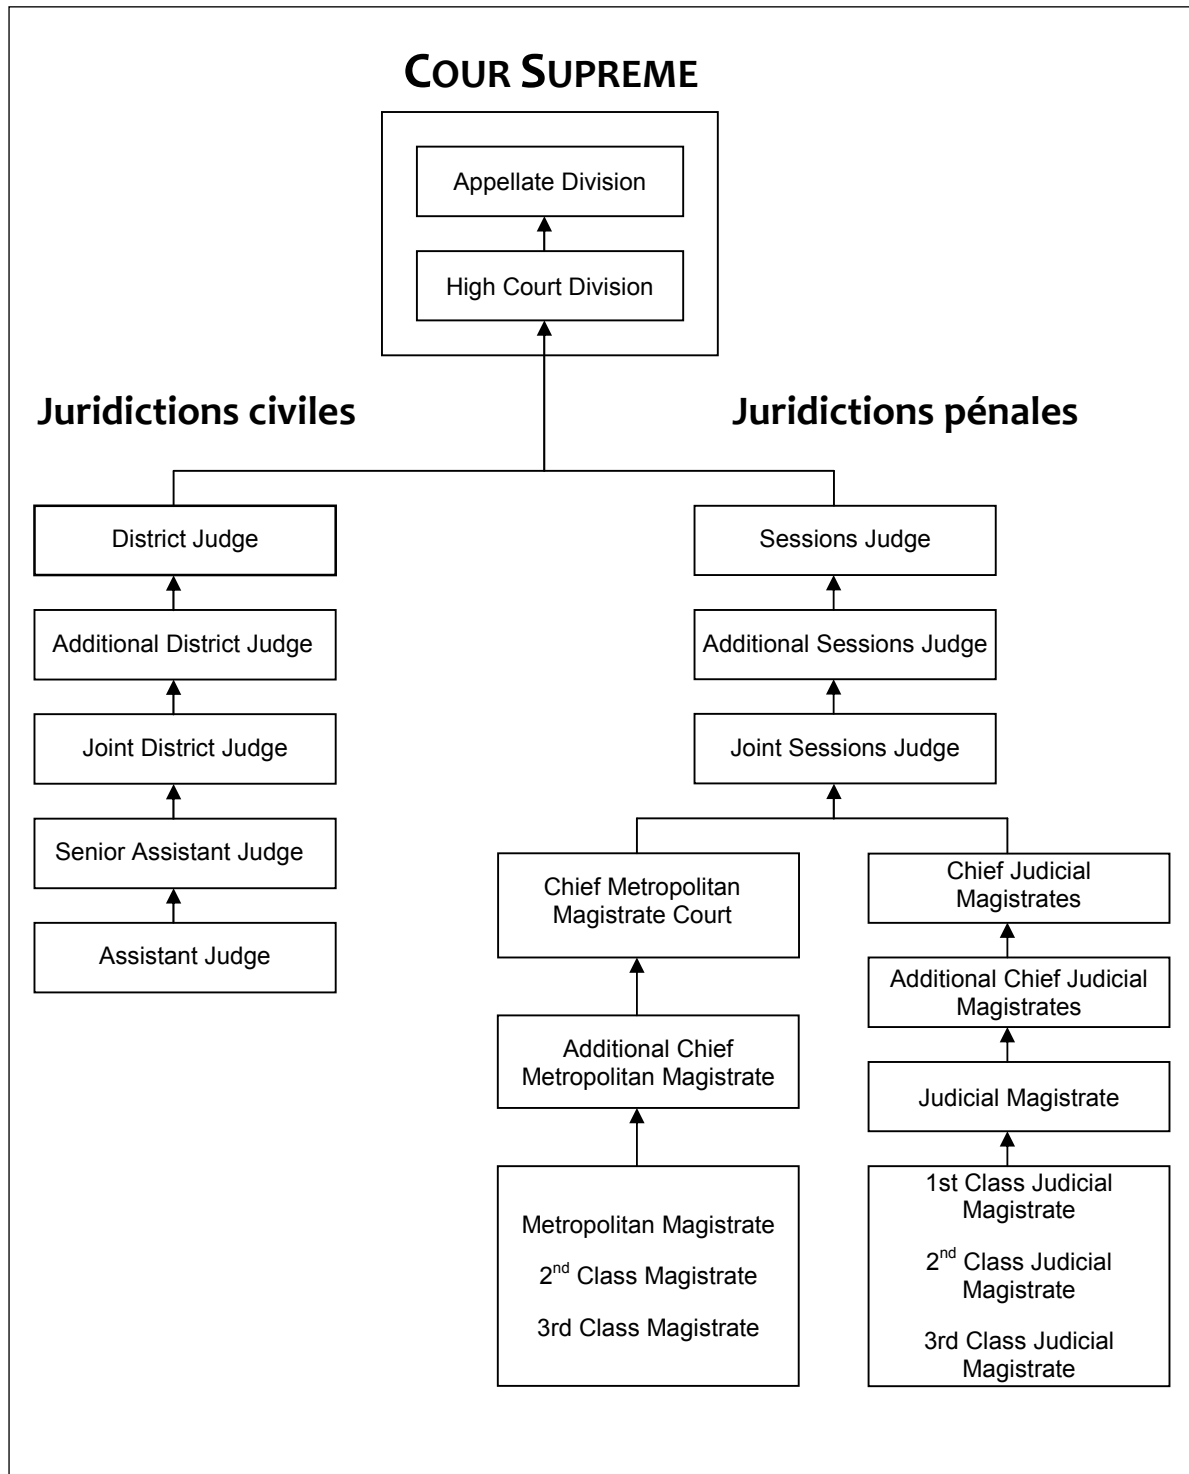 COUR SUPREME
Appellate Division
High Court Division
Juridictions civiles
Juridictions pénales
District Judge
Additional District Judge
Joint District Judge
Senior Assistant Judge
Assistant Judge
Sessions Judge
Additional Sessions Judge
Joint Sessions Judge
Chief Metropolitan
Magistrate Court
Additional Chief
Metropolitan Magistrate
Metropolitan Magistrate
2nd Class Magistrate
3rd Class Magistrate
Chief Judicial
Magistrates
Additional Chief Judicial
Magistrates
Judicial Magistrate
1st Class Judicial
Magistrate
2nd Class Judicial
Magistrate
3rd Class Judicial
Magistrate